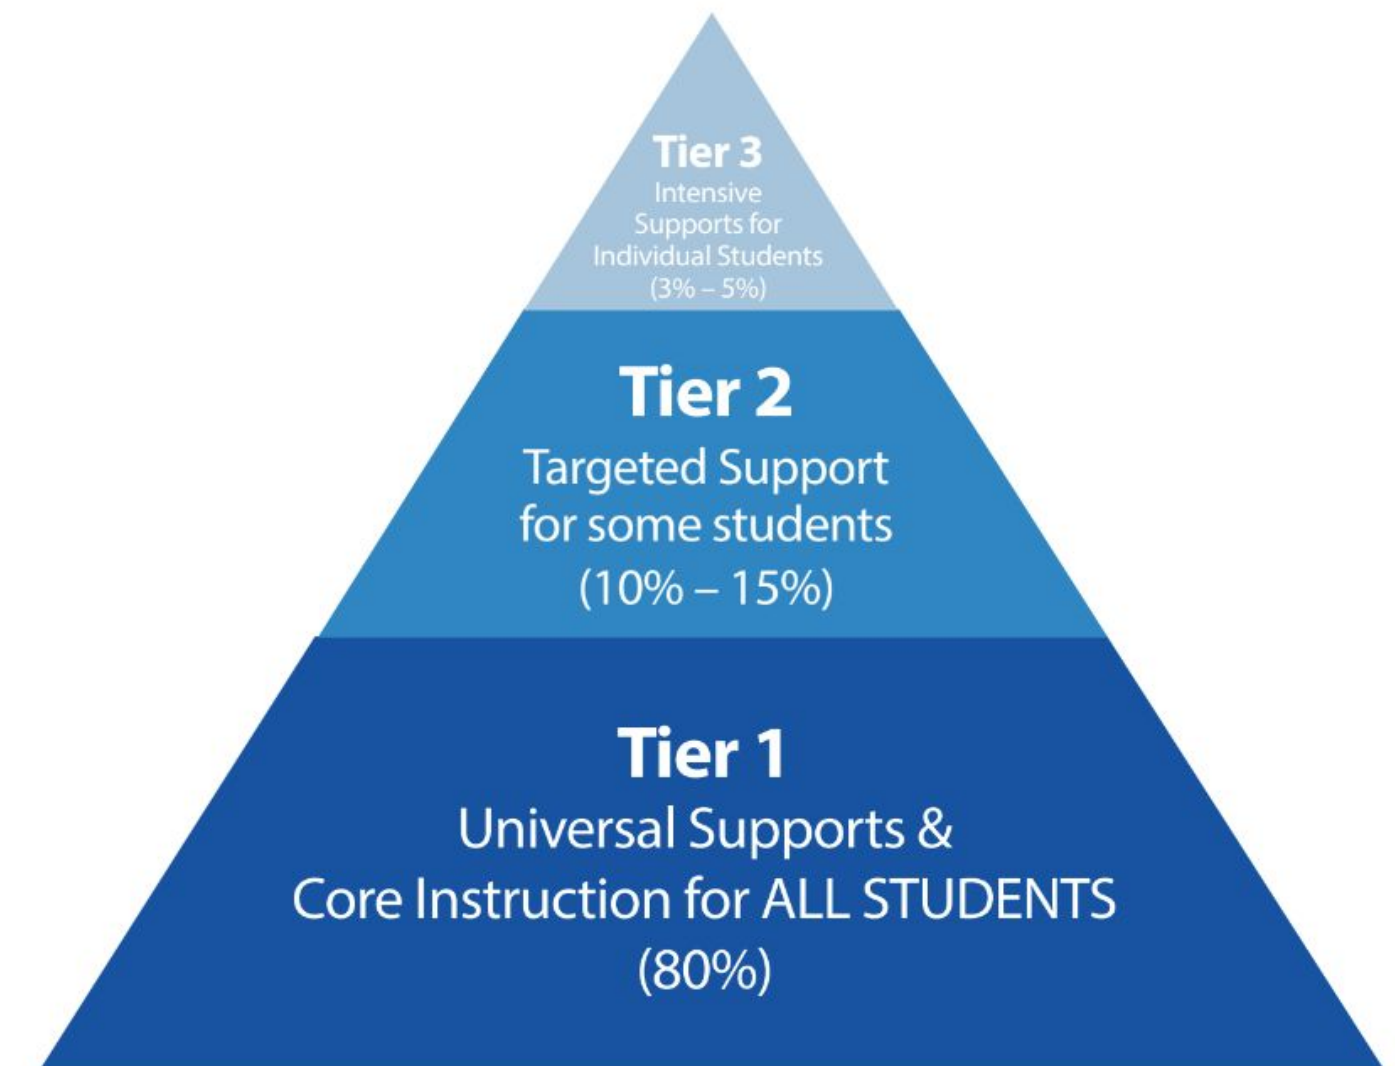 Tier 3
Intensive
Supports for
Individual Students
(3% – 5%)
Tier 2
Targeted Support
for some students
(10% – 15%)
Tier 1
Universal Supports &
Core Instruction for ALL STUDENTS
(80%)